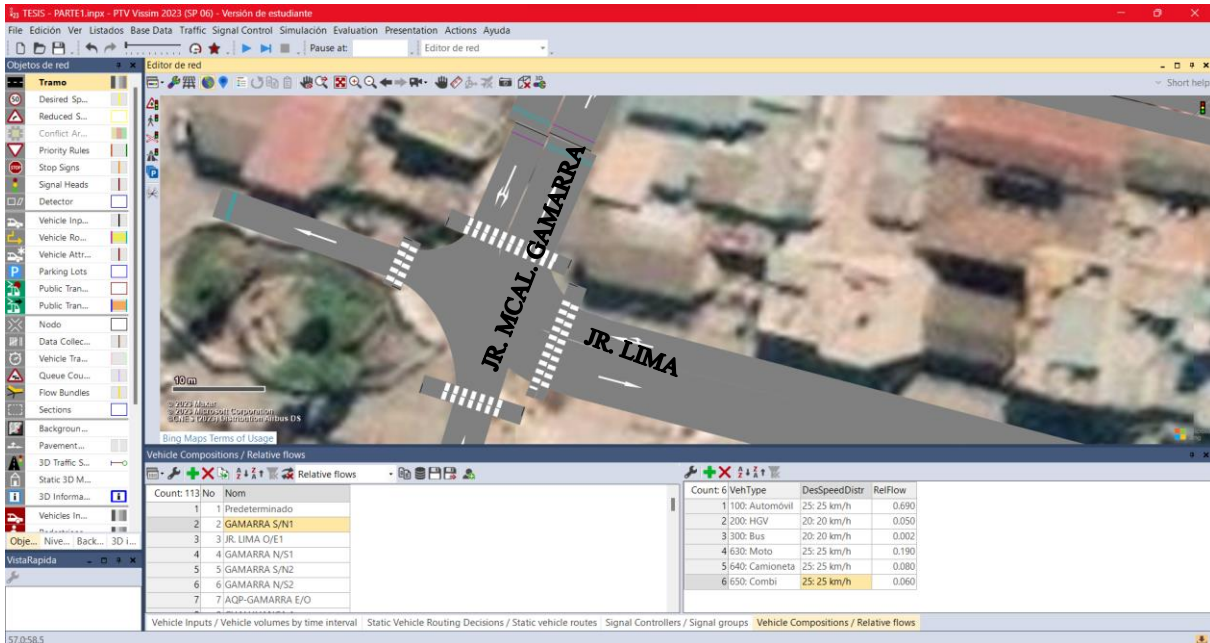 TESIS - PARTE1.inpx - PTV Vissim 2023 (SP 06) - Versión de estudiante
File Edición Ver Listados Base Data Traffic Signal Control Simulación Evaluation Presentation Actions Ayuda
Pause at: Editor de red
Objetos de red
Editor de red
Short help
Tramo
Desired Sp...
Reduced S...
Conflict Ar...
Priority Rules
Stop Signs
Signal Heads
Detector
Vehicle Inp...
Vehicle Ro...
Vehicle Attr...
Parking Lots
Public Tran...
Public Tran...
Nodo
Data Collec...
Vehicle Tra...
Queue Cou...
Flow Bundles
Sections
Backgroun...
Pavement...
3D Traffic S...
Static 3D M...
3D Informa...
Vehicles In...
Obje... Nive... Back... 3D i...
VistaRapida
JR. MCAL. GAMARRA
JR. LIMA
10 m
© 2023 Maxar
© 2023 Microsoft Corporation
©CNES (2023) Distribution Airbus DS
Bing Maps Terms of Usage
Vehicle Compositions / Relative flows
Relative flows
Count: 113 No Nom
1 1 Predeterminado
2 2 GAMARRA S/N1
3 3 JR. LIMA O/E1
4 4 GAMARRA N/S1
5 5 GAMARRA S/N2
6 6 GAMARRA N/S2
7 7 AQP-GAMARRA E/O
Count: 6 VehType DesSpeedDistr RelFlow
1 100: Automóvil 25: 25 km/h 0.690
2 200: HGV 20: 20 km/h 0.050
3 300: Bus 20: 20 km/h 0.002
4 630: Moto 25: 25 km/h 0.190
5 640: Camioneta 25: 25 km/h 0.080
6 650: Combi 25: 25 km/h 0.060
Vehicle Inputs / Vehicle volumes by time interval Static Vehicle Routing Decisions / Static vehicle routes Signal Controllers / Signal groups Vehicle Compositions / Relative flows
57.0:58.5